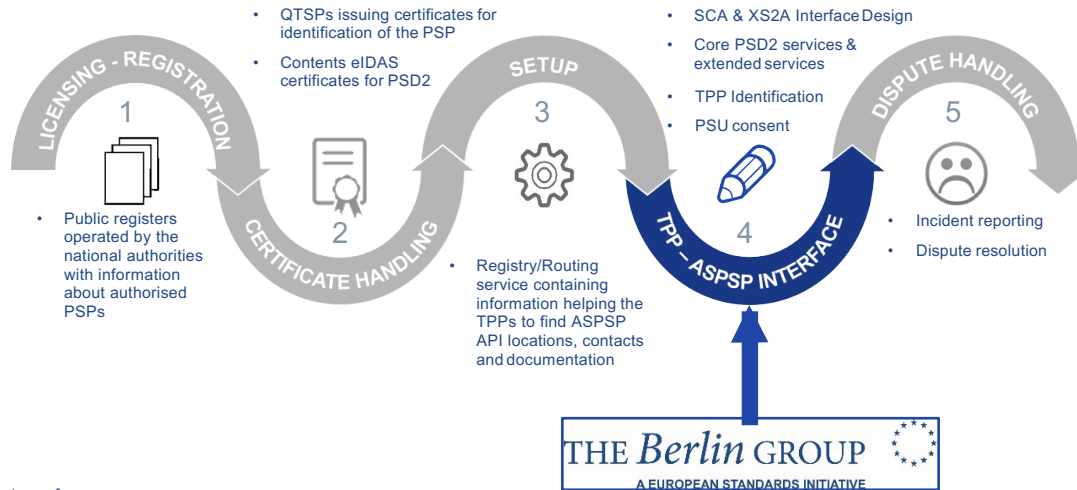 LICENSING - REGISTRATION
1
• Public registers
operated by the
national authorities
with information
about authorised
PSPs
• QTSPs issuing certificates for
identification of the PSP
• Contents eIDAS
certificates for PSD2
2
CERTIFICATE HANDLING
SETUP
3
• Registry/Routing
service containing
information helping the
TPPs to find ASPSP
API locations, contacts
and documentation
• SCA & XS2A Interface Design
• Core PSD2 services &
extended services
• TPP Identification
• PSU consent
4
TPP – ASPSP INTERFACE
DISPUTE HANDLING
5
• Incident reporting
• Dispute resolution
THE Berlin GROUP
A EUROPEAN STANDARDS INITIATIVE